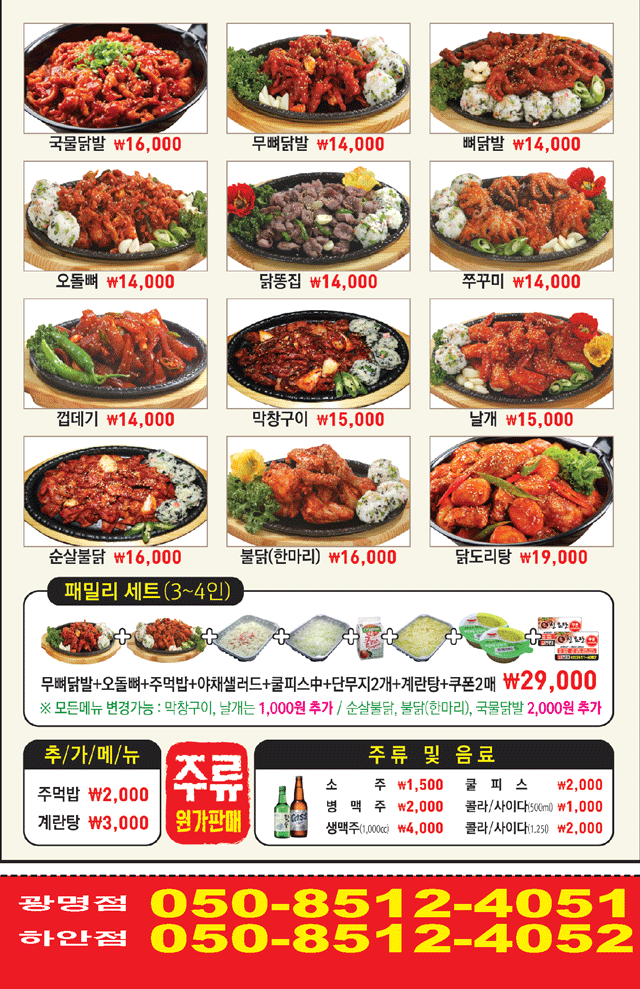 국물닭발 ₩16,000
무뼈닭발 ₩14,000
뼈닭발 ₩14,000
오돌뼈 ₩14,000
닭똥집 ₩14,000
쭈꾸미 ₩14,000
껍데기 ₩14,000
막창구이 ₩15,000
날개 ₩15,000
순살불닭 ₩16,000
불닭(한마리) ₩16,000
닭도리탕 ₩19,000
패밀리 세트(3~4인)
무뼈닭발+오돌뼈+주먹밥+야채샐러드+쿨피스中+단무지2개+계란탕+쿠폰2매 ₩29,000
※ 모든메뉴 변경가능 : 막창구이, 날개는 1,000원 추가 / 순살불닭, 불닭(한마리), 국물닭발 2,000원 추가
추/가/메/뉴
주먹밥 ₩2,000
계란탕 ₩3,000
주류
원가판매
주류 및 음료
소주 ₩1,500 쿨피스 ₩2,000
병맥주 ₩2,000 콜라/사이다(500ml) ₩1,000
생맥주(1,000cc) ₩4,000 콜라/사이다(1.25l) ₩2,000
광명점 050-8512-4051
하안점 050-8512-4052